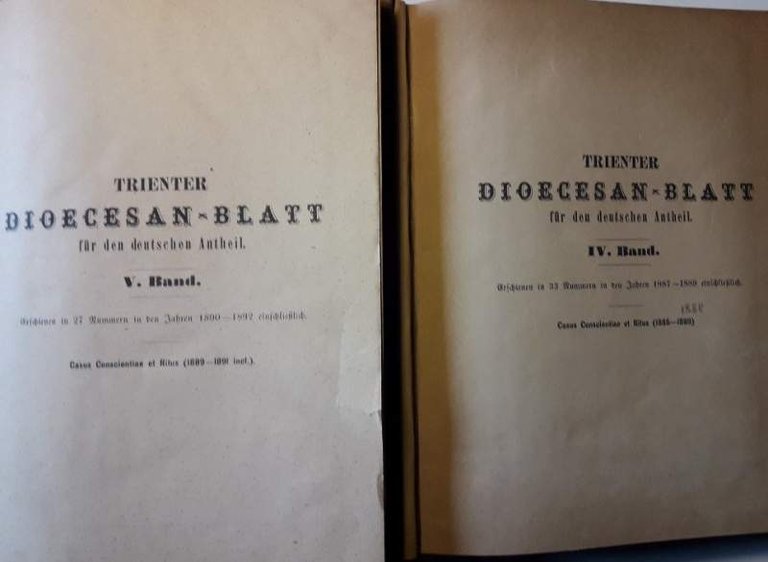 TRIENTER
DIOECESAN-BLATT
für den deutschen Antheil.
V. Band.
Erschienen in 27 Nummern in den Jahren 1890—1892 einschließlich.
Casus Conscientiae et Ritus (1889—1891 incl.).
TRIENTER
DIOECESAN-BLATT
für den deutschen Antheil.
IV. Band.
Erschienen in 33 Nummern in den Jahren 1887—1889 einschließlich.
Casus Conscientiae et Ritus